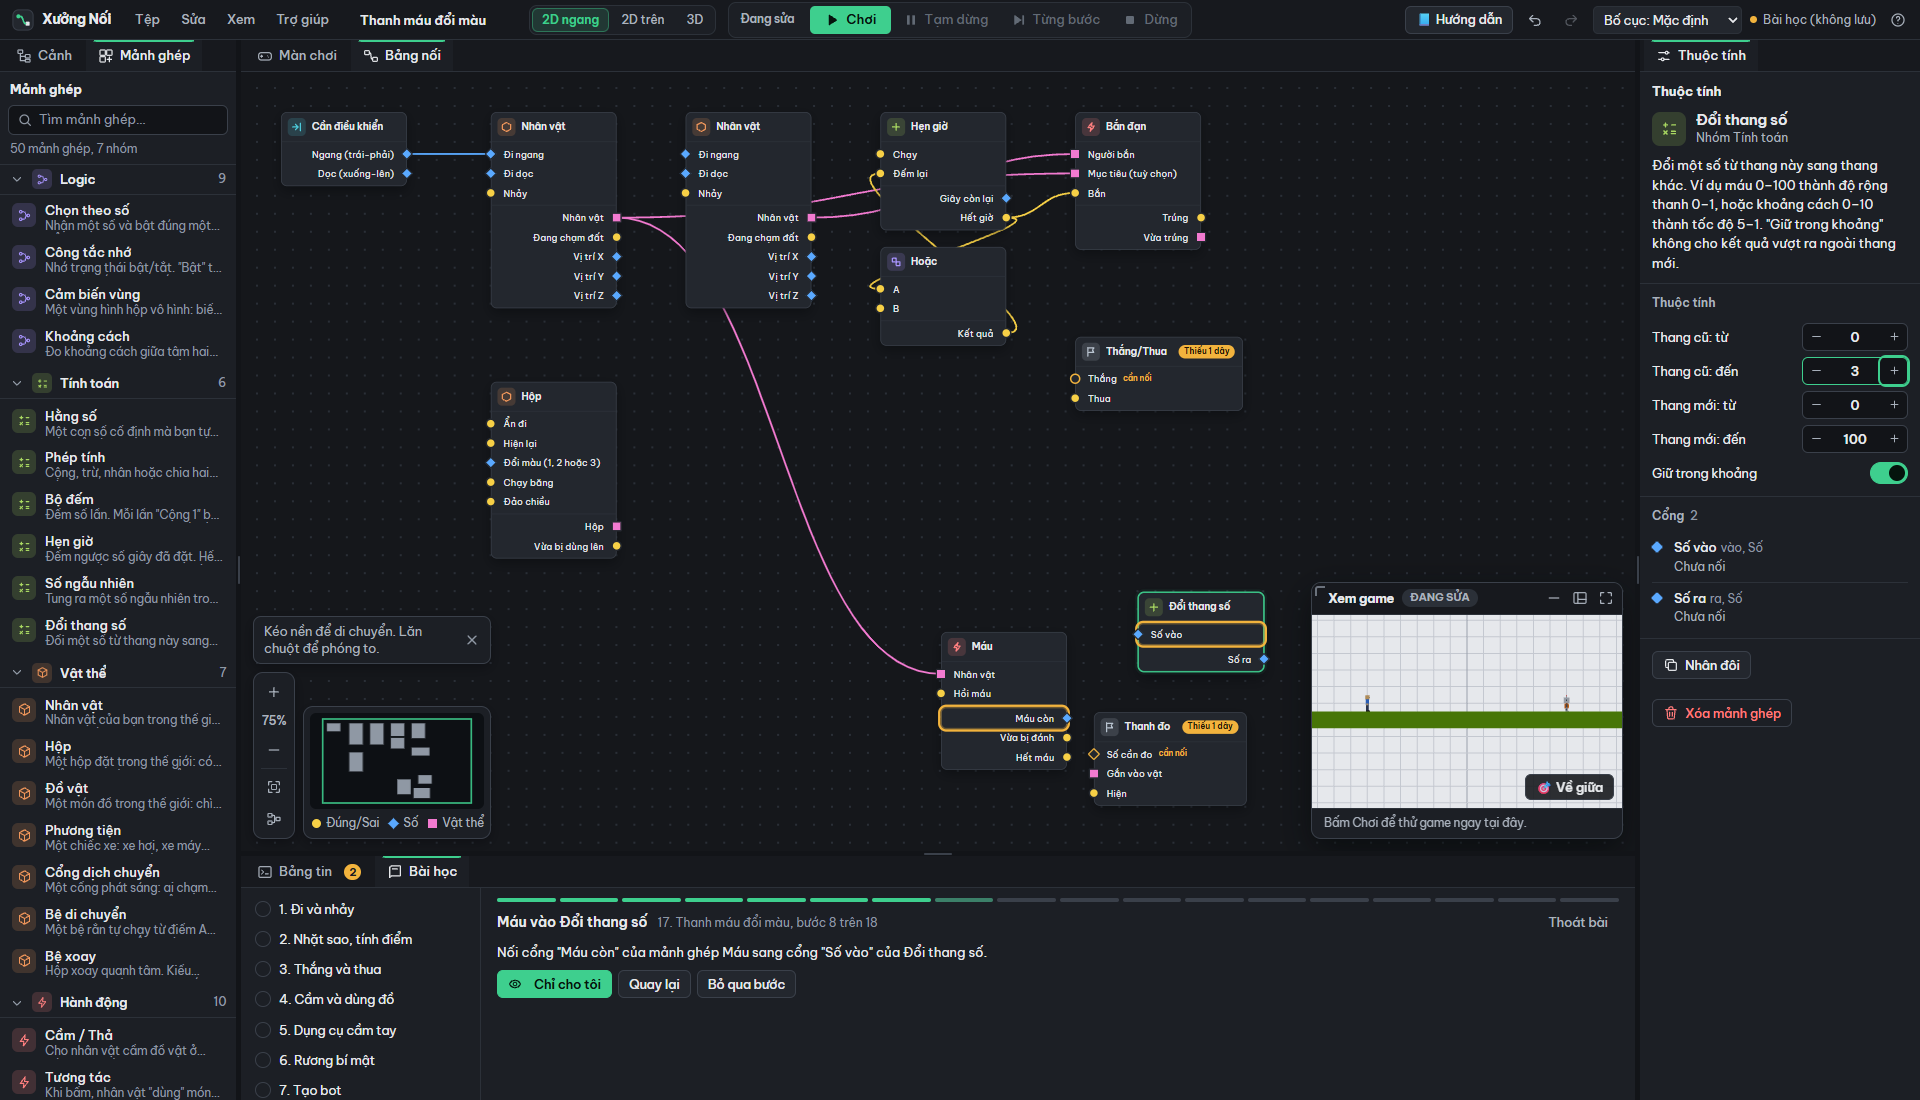 Xưởng Nối
Tệp
Sửa
Xem
Trợ giúp
Thanh máu đổi màu
2D ngang
2D trên
3D
Đang sửa
Chơi
Tạm dừng
Từng bước
Dừng
Hướng dẫn
Bố cục: Mặc định
Bài học (không lưu)
Cảnh
Mảnh ghép
Mảnh ghép
Tìm mảnh ghép...
50 mảnh ghép, 7 nhóm
Logic 9
Chọn theo số
Nhận một số và bật đúng một...
Công tắc nhớ
Nhớ trạng thái bật/tắt. "Bật" t...
Cảm biến vùng
Một vùng hình hộp vô hình: biế...
Khoảng cách
Đo khoảng cách giữa tâm hai...
Tính toán 6
Hằng số
Một con số cố định mà bạn tự...
Phép tính
Cộng, trừ, nhân hoặc chia hai...
Bộ đếm
Đếm số lần. Mỗi lần "Cộng 1" b...
Hẹn giờ
Đếm ngược số giây đã đặt. Hế...
Số ngẫu nhiên
Tung ra một số ngẫu nhiên tro...
Đổi thang số
Đổi một số từ thang này sang...
Vật thể 7
Nhân vật
Nhân vật của bạn trong thế gi...
Hộp
Một hộp đặt trong thế giới: có...
Đồ vật
Một món đồ trong thế giới: chì...
Phương tiện
Một chiếc xe: xe hơi, xe máy...
Cổng dịch chuyển
Một cổng phát sáng: ai chạm...
Bệ di chuyển
Một bệ rắn tự chạy từ điểm A...
Bệ xoay
Hộp xoay quanh tâm. Kiểu...
Hành động 10
Cầm / Thả
Cho nhân vật cầm đồ vật ở...
Tương tác
Khi bấm, nhân vật "dùng" món...
Màn chơi
Bảng nối
Cần điều khiển
Ngang (trái-phải)
Dọc (xuống-lên)
Nhân vật
Đi ngang
Đi dọc
Nhảy
Nhân vật
Đang chạm đất
Vị trí X
Vị trí Y
Vị trí Z
Nhân vật
Đi ngang
Đi dọc
Nhảy
Nhân vật
Đang chạm đất
Vị trí X
Vị trí Y
Vị trí Z
Hẹn giờ
Chạy
Đếm lại
Giây còn lại
Hết giờ
Hoặc
A
B
Kết quả
Bắn đạn
Người bắn
Mục tiêu (tuỳ chọn)
Bắn
Trúng
Vừa trúng
Thắng/Thua Thiếu 1 dây
Thắng cần nối
Thua
Hộp
Ẩn đi
Hiện lại
Đổi màu (1, 2 hoặc 3)
Chạy băng
Đảo chiều
Hộp
Vừa bị dùng lên
Máu
Nhân vật
Hồi máu
Máu còn
Vừa bị đánh
Hết máu
Đổi thang số
Số vào
Số ra
Thanh đo Thiếu 1 dây
Số cần đo cần nối
Gắn vào vật
Hiện
Kéo nền để di chuyển. Lăn
chuột để phóng to.
75%
Đúng/Sai
Số
Vật thể
Xem game ĐANG SỬA
Về giữa
Bấm Chơi để thử game ngay tại đây.
Bảng tin 2
Bài học
1. Đi và nhảy
2. Nhặt sao, tính điểm
3. Thắng và thua
4. Cầm và dùng đồ
5. Dụng cụ cầm tay
6. Rương bí mật
7. Tạo bot
Máu vào Đổi thang số 17. Thanh máu đổi màu, bước 8 trên 18
Thoát bài
Nối cổng "Máu còn" của mảnh ghép Máu sang cổng "Số vào" của Đổi thang số.
Chỉ cho tôi
Quay lại
Bỏ qua bước
Thuộc tính
Thuộc tính
Đổi thang số
Nhóm Tính toán
Đổi một số từ thang này sang thang
khác. Ví dụ máu 0-100 thành độ rộng
thanh 0-1, hoặc khoảng cách 0-10
thành tốc độ 5-1. "Giữ trong khoảng"
không cho kết quả vượt ra ngoài thang
mới.
Thuộc tính
Thang cũ: từ 0
Thang cũ: đến 3
Thang mới: từ 0
Thang mới: đến 100
Giữ trong khoảng
Cổng 2
Số vào vào, Số
Chưa nối
Số ra ra, Số
Chưa nối
Nhân đôi
Xóa mảnh ghép